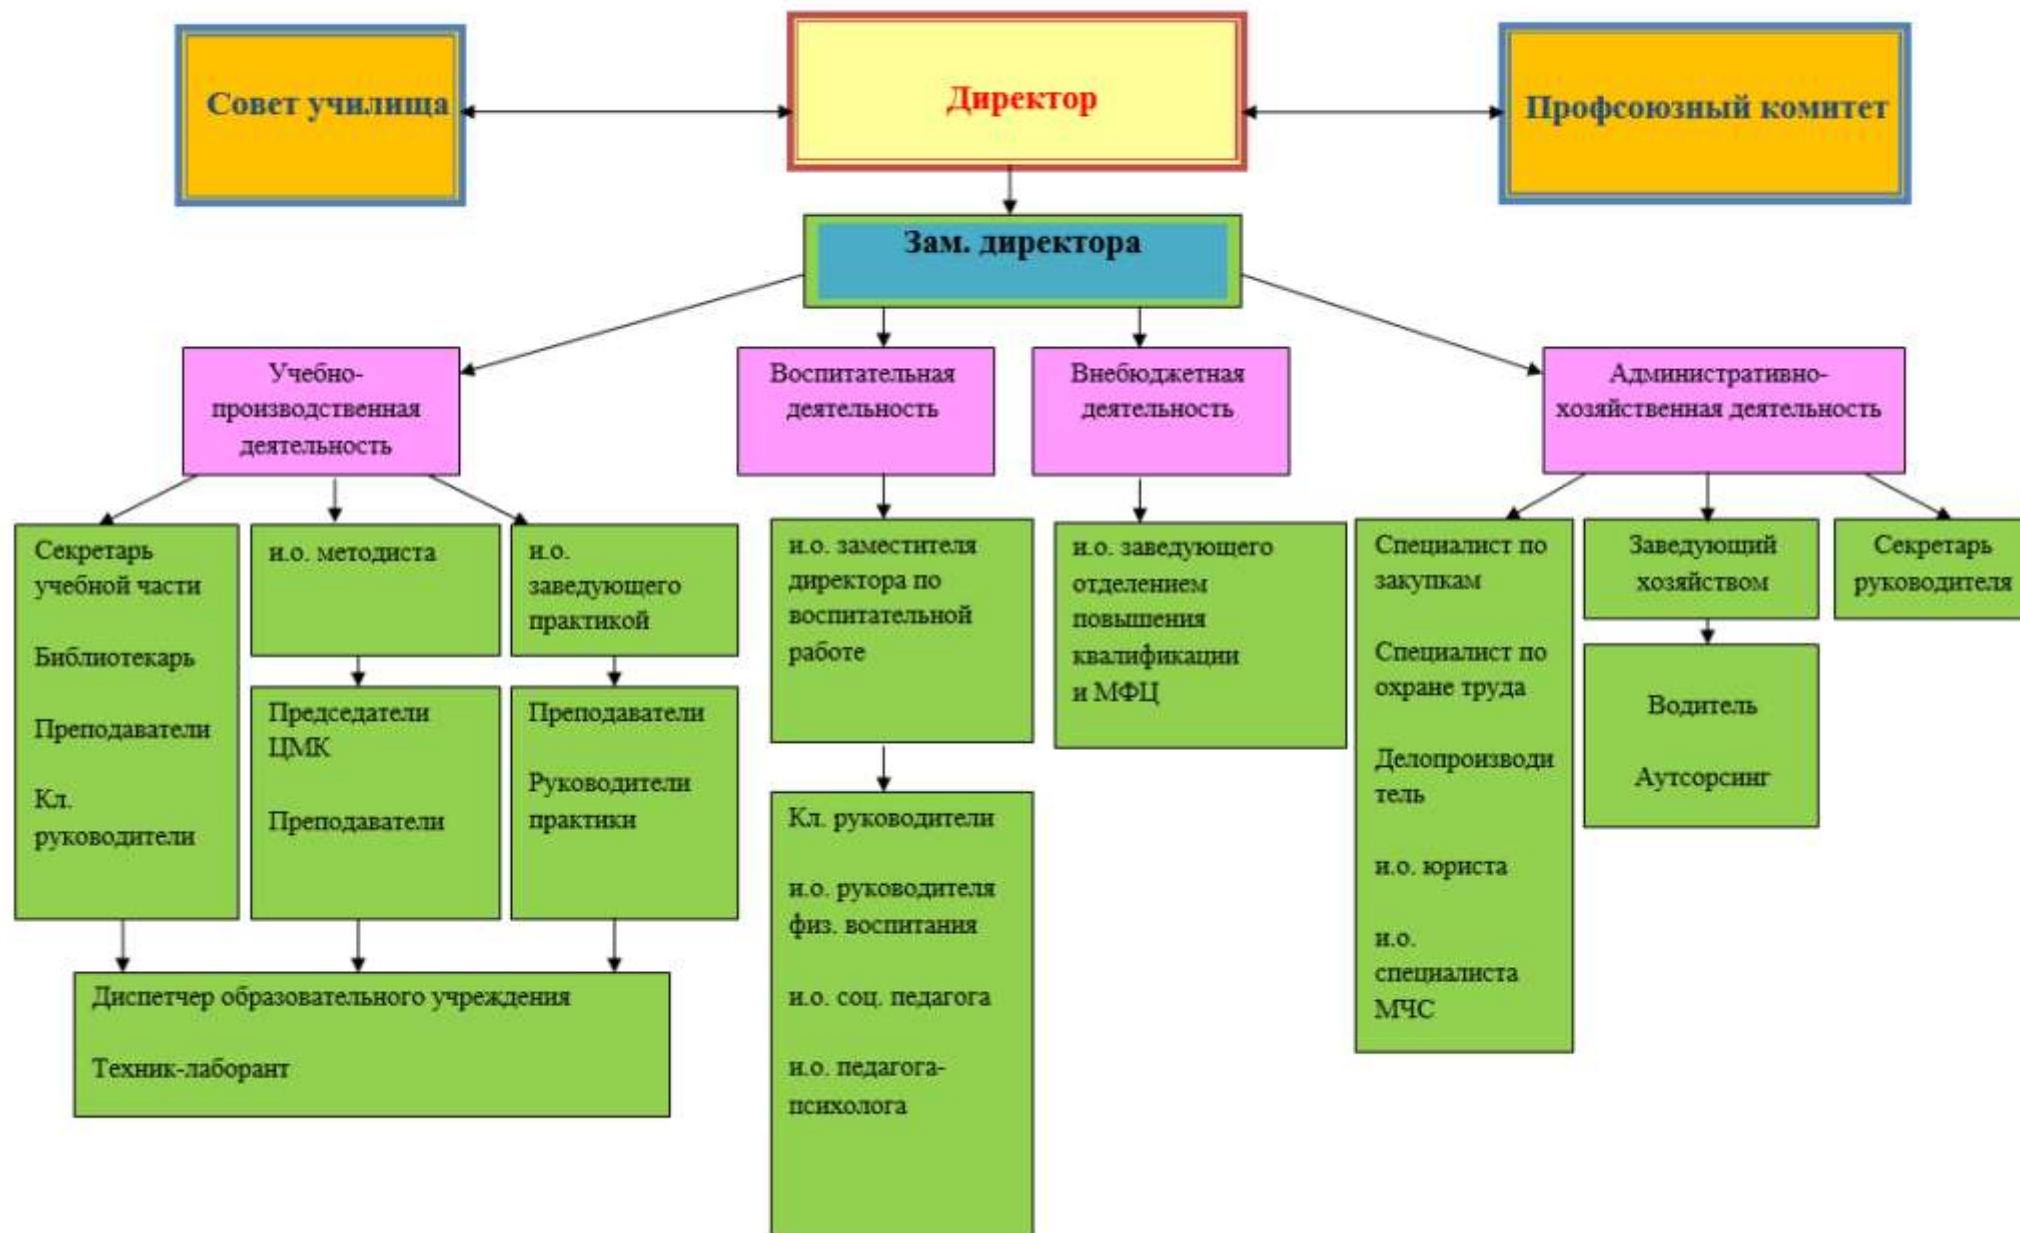 Совет училища
Директор
Профсоюзный комитет
Зам. директора
Учебно-
производственная
деятельность
Воспитательная
деятельность
Внебюджетная
деятельность
Административно-
хозяйственная деятельность
Секретарь
учебной части
Библиотекарь
Преподаватели
Кл.
руководители
и.о. методиста
и.о.
заведующего
практикой
Председатели
ЦМК
Преподаватели
Преподаватели
Руководители
практики
Диспетчер образовательного учреждения
Техник-лаборант
и.о. заместителя
директора по
воспитательной
работе
Кл. руководители
и.о. руководителя
физ. воспитания
и.о. соц. педагога
и.о. педагога-
психолога
и.о. заведующего
отделением
повышения
квалификации
и МФЦ
Специалист по
закупкам
Специалист по
охране труда
Делопроизводи
тель
и.о. юриста
и.о.
специалиста
МЧС
Заведующий
хозяйством
Водитель
Аутсорсинг
Секретарь
руководителя